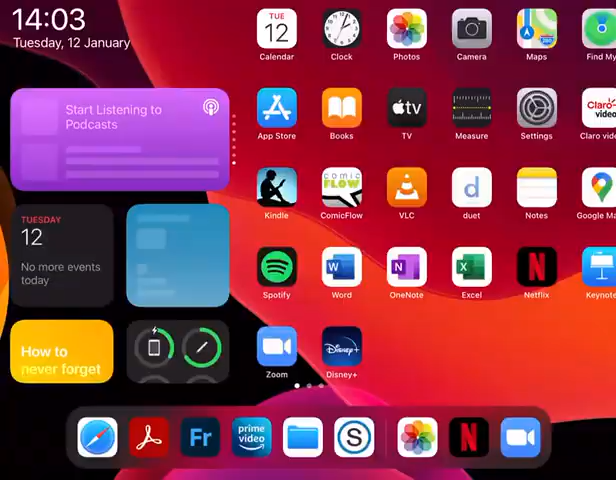 14:03
Tuesday, 12 January
Start Listening to
Podcasts
TUESDAY
12
No more events
today
How to
never forget
TUE
12
Calendar
Clock
Photos
Camera
Maps
Find My
App Store
Books
tv
TV
Measure
Settings
Claro
video
Claro vide
Kindle
COMIC
FLOW
ComicFlow
VLC
d
duet
Notes
Google Ma
Spotify
W
Word
N
OneNote
X
Excel
N
Netflix
Keynote
Zoom
Disney+
Disney+
Fr
prime
video
S
N